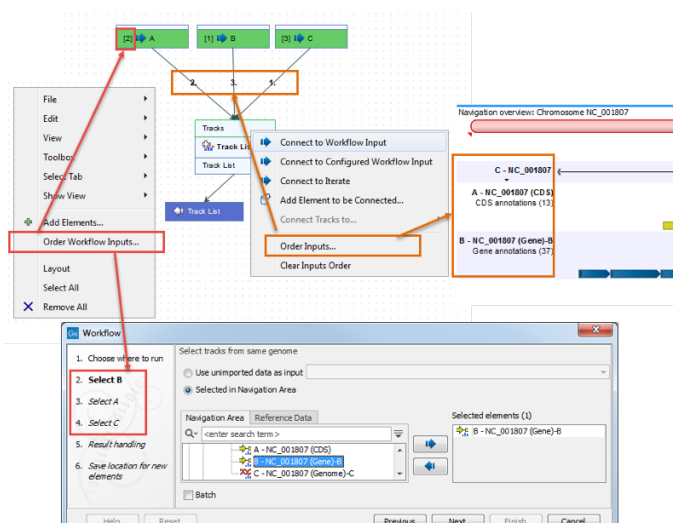 [2] A
[1] B
[3] C
2.
3.
1.
File
Edit
View
Toolbox
Select Tab
Show View
Add Elements...
Order Workflow Inputs...
Layout
Select All
Remove All
Tracks
Track List
Track List
Connect to Workflow Input
Connect to Configured Workflow Input
Connect to Iterate
Add Element to be Connected...
Connect Tracks to...
Order Inputs...
Clear Inputs Order
Navigation overview: Chromosome NC_001807
C - NC_001807
A - NC_001807 (CDS)
CDS annotations (13)
B - NC_001807 (Gene)-B
Gene annotations (37)
Workflow
1. Choose where to run
2. Select B
3. Select A
4. Select C
5. Result handling
6. Save location for new
elements
Select tracks from same genome
Use unimported data as input
Selected in Navigation Area
Navigation Area
Reference Data
<enter search term>
A - NC_001807 (CDS)
B - NC_001807 (Gene)-B
C - NC_001807 (Genome)-C
Batch
Selected elements (1)
B - NC_001807 (Gene)-B
Help
Reset
Previous
Next
Finish
Cancel